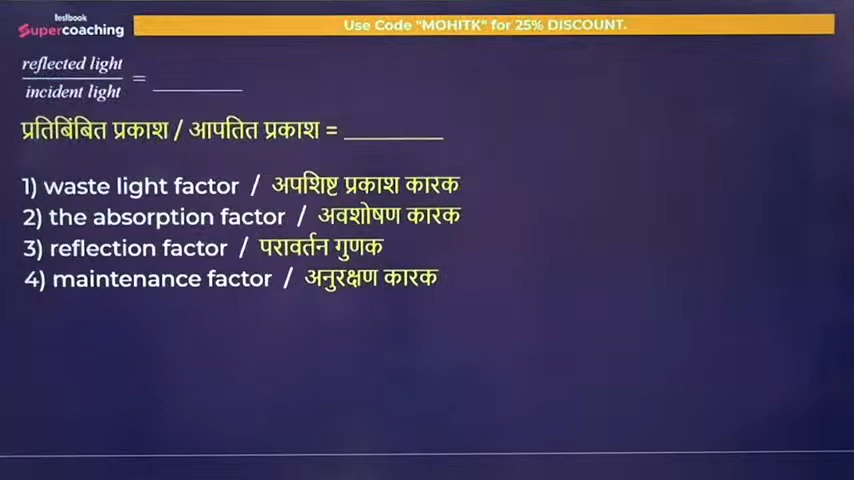 testbook
Supercoaching
Use Code "MOHITK" for 25% DISCOUNT.
reflected light
incident light = ________
प्रतिबिंबित प्रकाश / आपतित प्रकाश = ________
1) waste light factor / अपशिष्ट प्रकाश कारक
2) the absorption factor / अवशोषण कारक
3) reflection factor / परावर्तन गुणक
4) maintenance factor / अनुरक्षण कारक